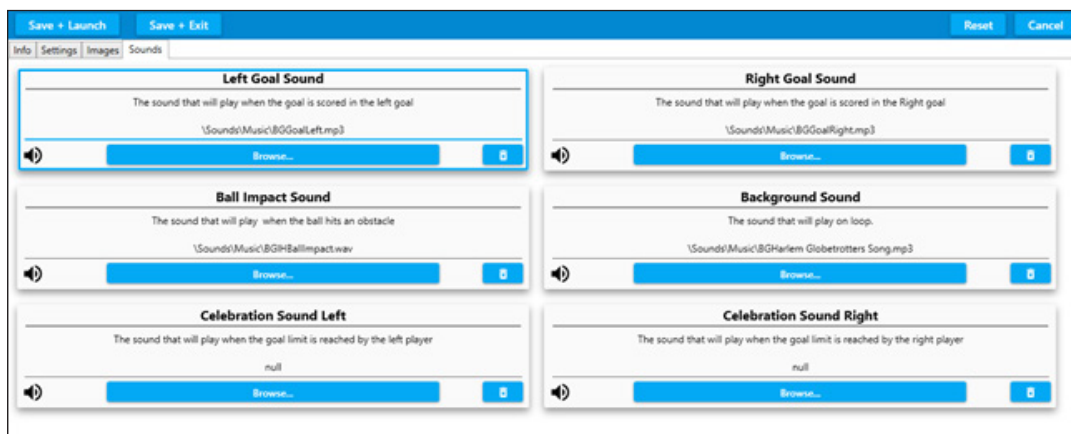 Save + Launch Save + Exit Reset Cancel
Info Settings Images Sounds
Left Goal Sound
The sound that will play when the goal is scored in the left goal
\Sounds\Music\BGGoalLeft.mp3
Browse...
Right Goal Sound
The sound that will play when the goal is scored in the Right goal
\Sounds\Music\BGGoalRight.mp3
Browse...
Ball Impact Sound
The sound that will play when the ball hits an obstacle
\Sounds\Music\BGIHBallImpact.wav
Browse...
Background Sound
The sound that will play on loop.
\Sounds\Music\BGHarlem Globetrotters Song.mp3
Browse...
Celebration Sound Left
The sound that will play when the goal limit is reached by the left player
null
Browse...
Celebration Sound Right
The sound that will play when the goal limit is reached by the right player
null
Browse...